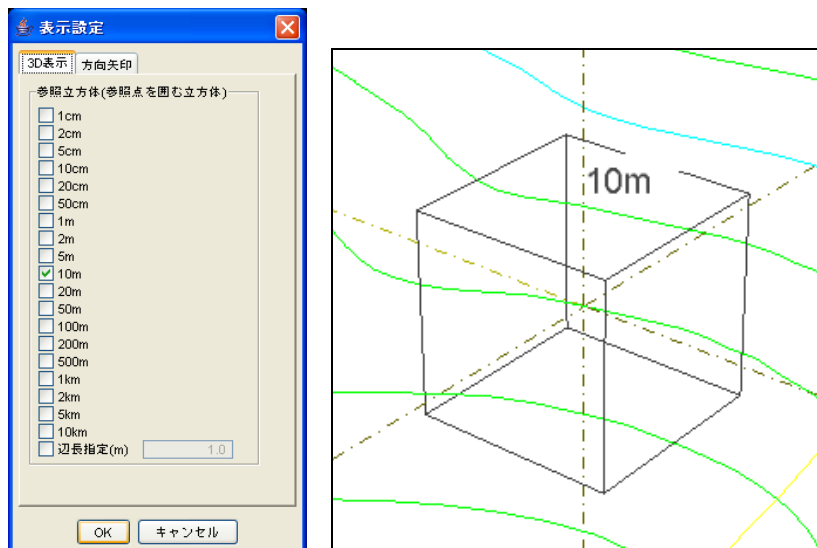 表示設定
3D表示 方向矢印
参照立方体(参照点を囲む立方体)
1cm
2cm
5cm
10cm
20cm
50cm
1m
2m
5m
10m
20m
50m
100m
200m
500m
1km
2km
5km
10km
辺長指定(m) 1.0
OK キャンセル
10m